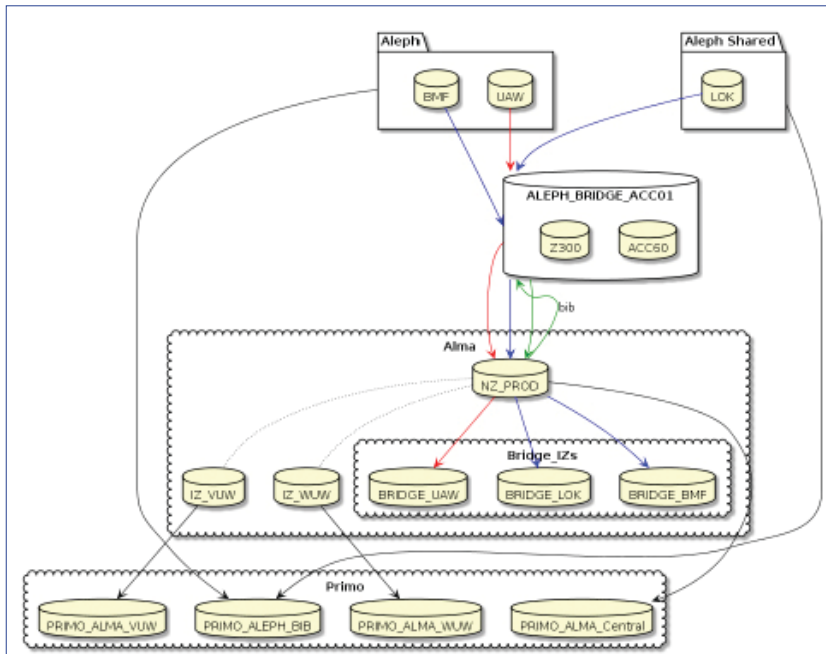 Aleph
Aleph Shared
BMF
UAW
LOK
ALEPH_BRIDGE_ACC01
Z300
ACC60
bib
Alma
NZ_PROD
Bridge_IZs
IZ_VUW
IZ_WUW
BRIDGE_UAW
BRIDGE_LOK
BRIDGE_BMF
Primo
PRIMO_ALMA_VUW
PRIMO_ALEPH_BIB
PRIMO_ALMA_WUW
PRIMO_ALMA_Central